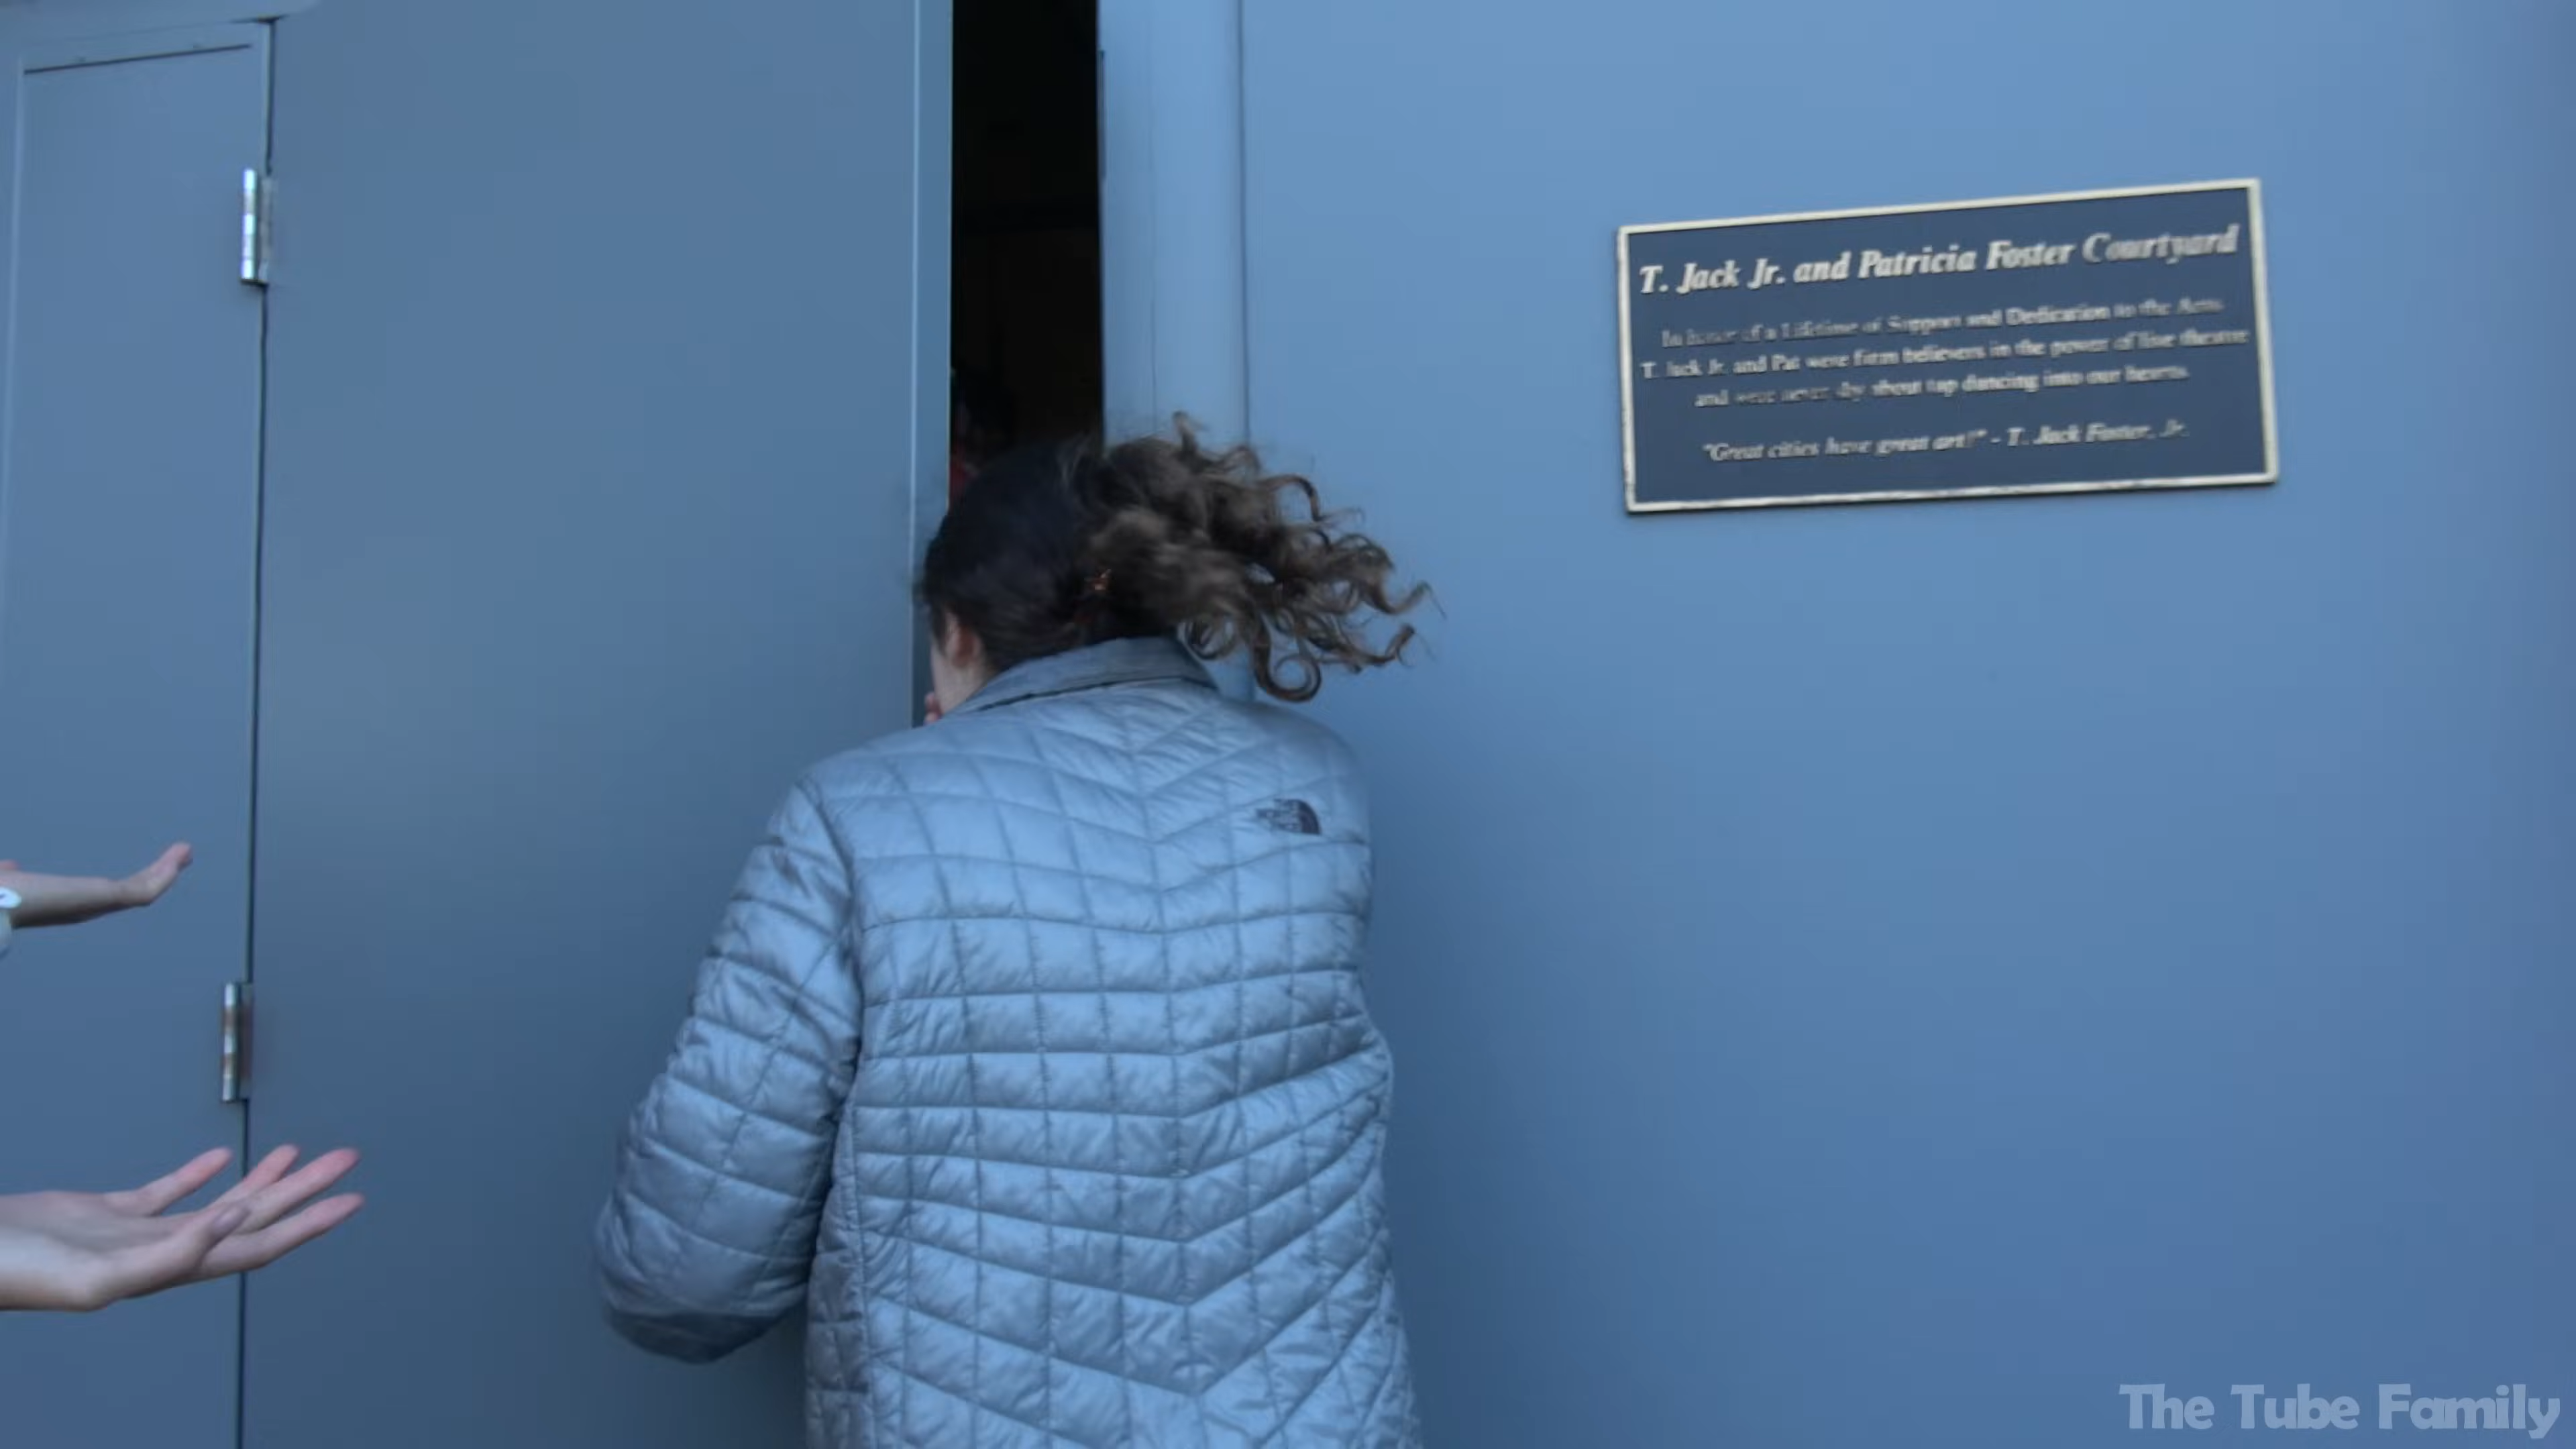 T. Jack Jr. and Patricia Foster Courtyard
In honor of a Lifetime of Support and Dedication to the Arts
T. Jack Jr. and Pat were firm believers in the power of live theatre
and were never shy about tap dancing into our hearts.
"Great cities have great art!" - T. Jack Foster, Jr.
THE NORTH FACE
The Tube Family